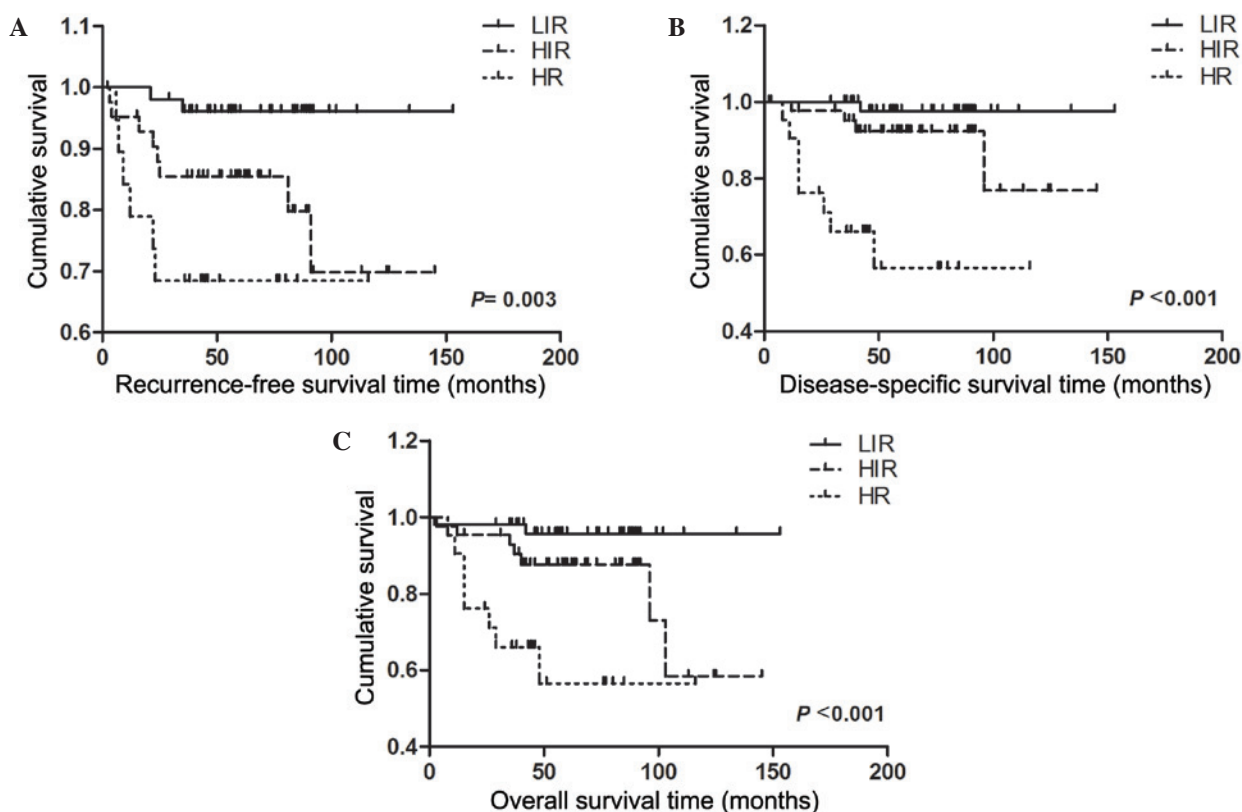 A
Cumulative survival
1.1
1.0
0.9
0.8
0.7
0.6
0 50 100 150 200
Recurrence-free survival time (months)
LIR
HIR
HR
P= 0.003
B
Cumulative survival
1.2
1.0
0.8
0.6
0.4
0 50 100 150 200
Disease-specific survival time (months)
LIR
HIR
HR
P <0.001
C
Cumulative survival
1.2
1.0
0.8
0.6
0.4
0 50 100 150 200
Overall survival time (months)
LIR
HIR
HR
P <0.001